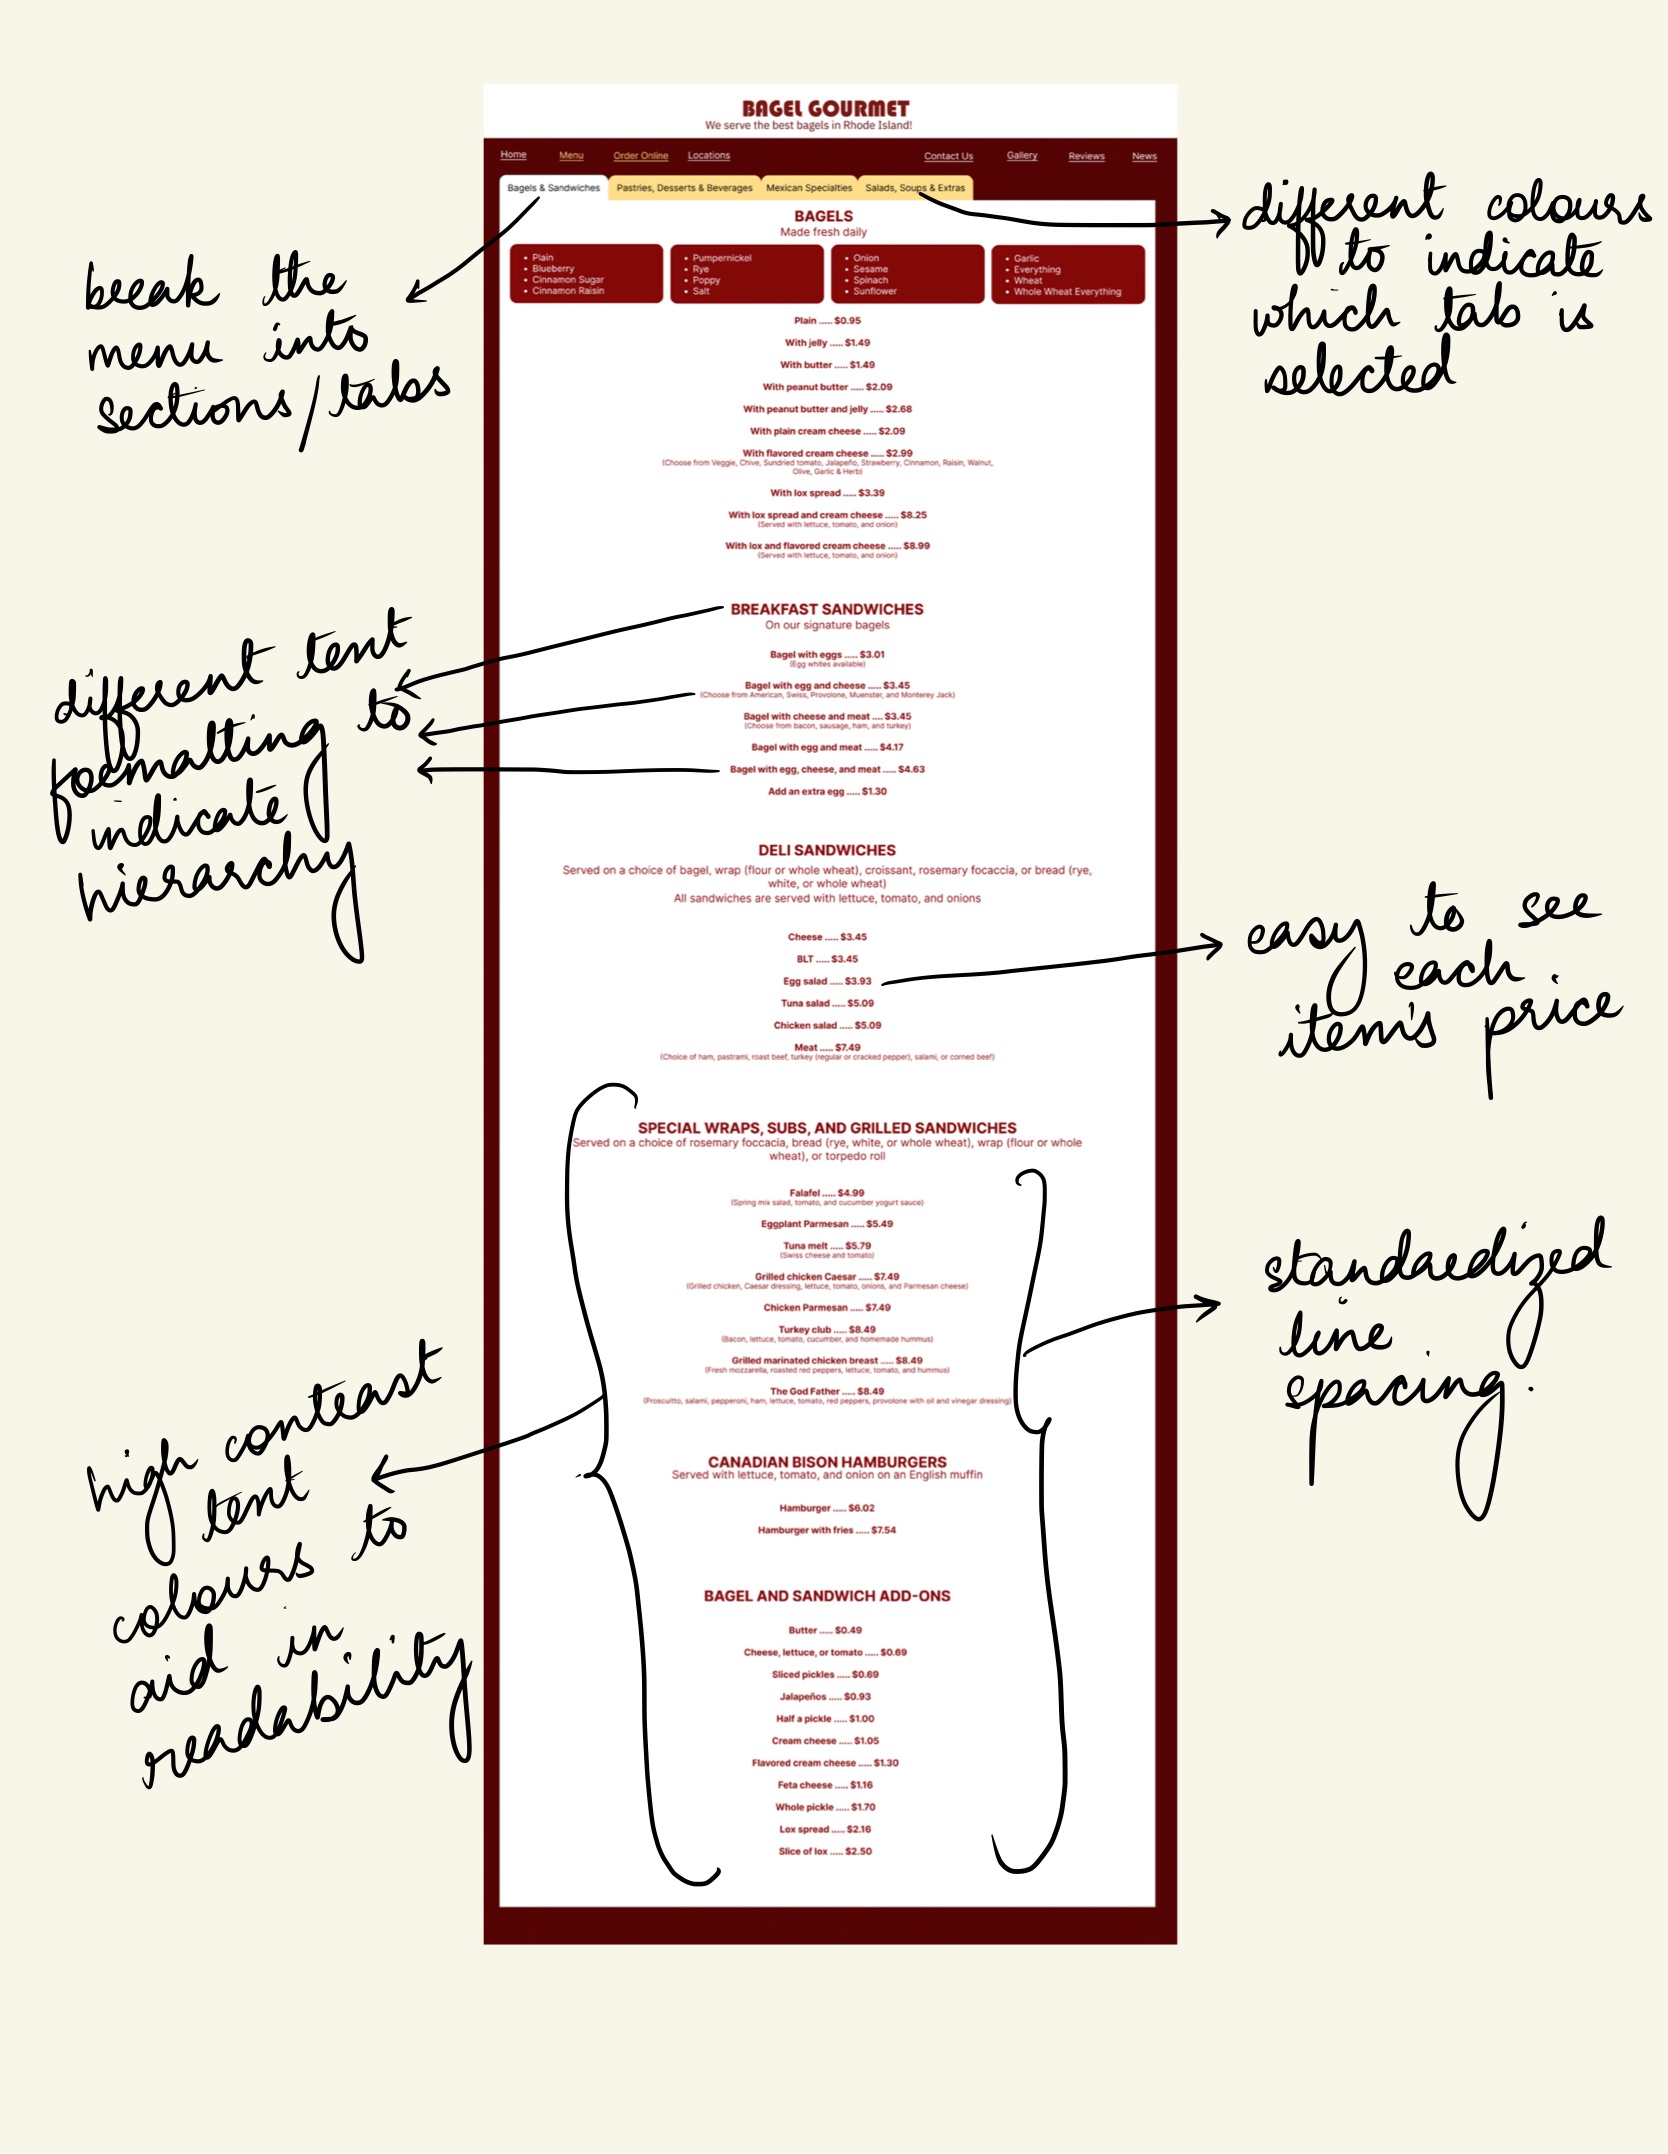 BAGEL GOURMET
We serve the best bagels in Rhode Island!
Home Menu Order Online Locations Contact Us Gallery Reviews News
Bagels & Sandwiches Pastries, Desserts & Beverages Mexican Specialties Salads, Soups & Extras
BAGELS
Made fresh daily
• Plain
• Blueberry
• Cinnamon Sugar
• Cinnamon Raisin
• Pumpernickel
• Rye
• Poppy
• Salt
• Onion
• Sesame
• Spinach
• Sunflower
• Garlic
• Everything
• Wheat
• Whole Wheat Everything
Plain ..... $0.95
With jelly ..... $1.49
With butter ..... $1.49
With peanut butter ..... $2.09
With peanut butter and jelly ..... $2.68
With plain cream cheese ..... $2.09
With flavored cream cheese ..... $2.99
(Choose from Veggie, Chive, Sundried tomato, Jalapeño, Strawberry, Cinnamon, Raisin, Walnut,
Olive, Garlic & Herb)
With lox spread ..... $3.39
With lox spread and cream cheese ..... $8.25
(Served with lettuce, tomato, and onion)
With lox and flavored cream cheese ..... $8.99
(Served with lettuce, tomato, and onion)
BREAKFAST SANDWICHES
On our signature bagels
Bagel with eggs ..... $3.01
(Egg whites available)
Bagel with egg and cheese ..... $3.45
(Choose from American, Swiss, Provolone, Muenster, and Monterey Jack)
Bagel with cheese and meat .... $3.45
(Choose from bacon, sausage, ham, and turkey)
Bagel with egg and meat ..... $4.17
Bagel with egg, cheese, and meat ..... $4.63
Add an extra egg ..... $1.30
DELI SANDWICHES
Served on a choice of bagel, wrap (flour or whole wheat), croissant, rosemary focaccia, or bread (rye,
white, or whole wheat)
All sandwiches are served with lettuce, tomato, and onions
Cheese ..... $3.45
BLT ..... $3.45
Egg salad ..... $3.93
Tuna salad ..... $5.09
Chicken salad ..... $5.09
Meat ..... $7.49
(Choice of ham, pastrami, roast beef, turkey (regular or cracked pepper), salami, or corned beef)
SPECIAL WRAPS, SUBS, AND GRILLED SANDWICHES
Served on a choice of rosemary foccacia, bread (rye, white, or whole wheat), wrap (flour or whole
wheat), or torpedo roll
Falafel ..... $4.99
(Spring mix salad, tomato, and cucumber yogurt sauce)
Eggplant Parmesan ..... $5.49
Tuna melt ..... $5.79
(Swiss cheese and tomato)
Grilled chicken Caesar ..... $7.49
(Grilled chicken, Caesar dressing, lettuce, tomato, onions, and Parmesan cheese)
Chicken Parmesan ..... $7.49
Turkey club ..... $8.49
(Bacon, lettuce, tomato, cucumber, and homemade hummus)
Grilled marinated chicken breast ..... $8.49
(Fresh mozzarella, roasted red peppers, lettuce, tomato, and hummus)
The God Father ..... $8.49
(Proscuitto, salami, pepperoni, ham, lettuce, tomato, red peppers, provolone with oil and vinegar dressing)
CANADIAN BISON HAMBURGERS
Served with lettuce, tomato, and onion on an English muffin
Hamburger ..... $6.02
Hamburger with fries ..... $7.54
BAGEL AND SANDWICH ADD-ONS
Butter ..... $0.49
Cheese, lettuce, or tomato ..... $0.69
Sliced pickles ..... $0.69
Jalapeños ..... $0.93
Half a pickle ..... $1.00
Cream cheese ..... $1.05
Flavored cream cheese ..... $1.30
Feta cheese ..... $1.16
Whole pickle ..... $1.70
Lox spread ..... $2.16
Slice of lox ..... $2.50
break the
menu into
sections/tabs
different text
formatting to
indicate
hierarchy
high contrast
text
colours to
aid in
readability
different colours
to indicate
which tab is
selected
easy to see
each
item's price
standardized
line
spacing.